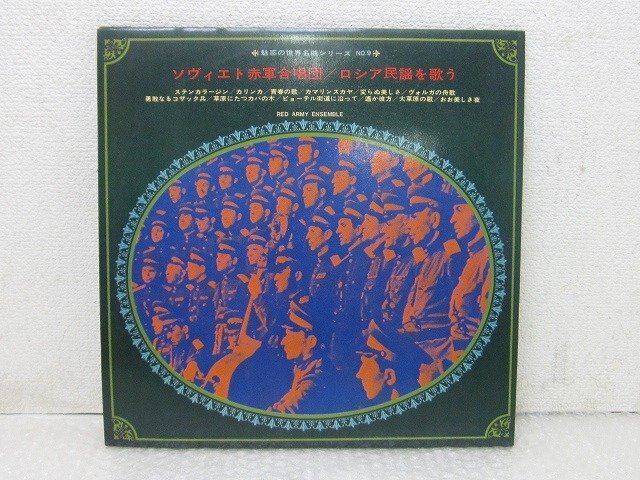 魅惑の世界名曲シリーズ NO.9
ソヴィエト赤軍合唱団/ロシア民謡を歌う
ステンカラージン/カリンカ/青春の歌/カマリンスカヤ/変らぬ美しさ/ヴォルガの舟歌
勇敢なるコザック兵/草原にたつカバの木/ピョーテル街道に沿って/遙か彼方/大草原の歌/おお美しき夜
RED ARMY ENSEMBLE